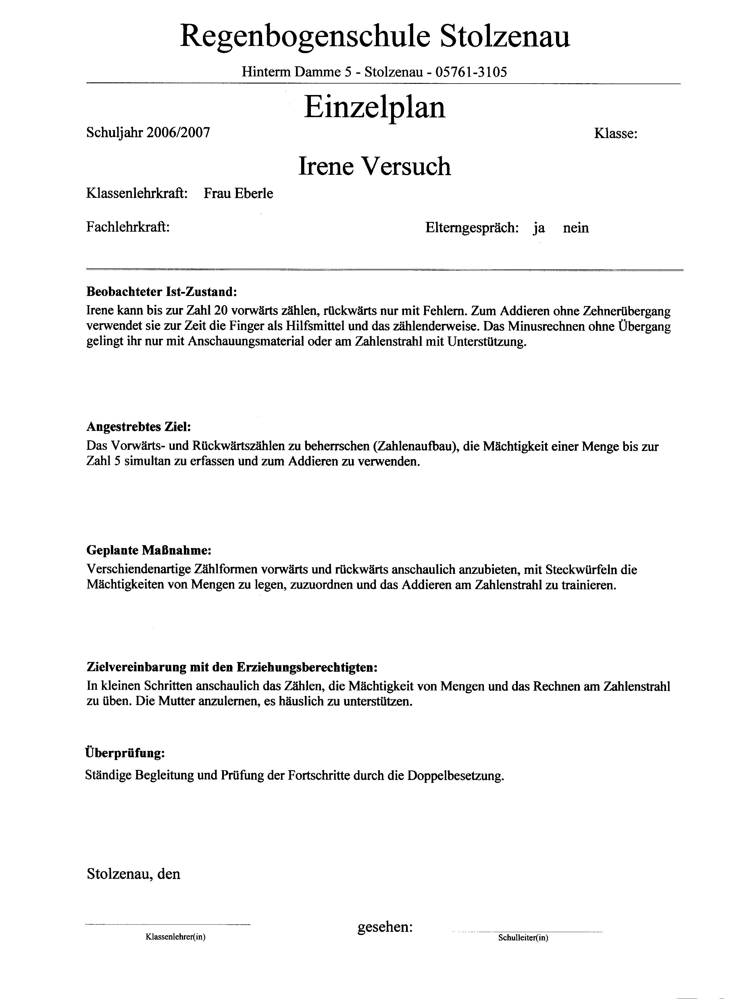 Regenbogenschule Stolzenau
Hinterm Damme 5 - Stolzenau - 05761-3105
Einzelplan
Schuljahr 2006/2007 Klasse:
Irene Versuch
Klassenlehrkraft: Frau Eberle
Fachlehrkraft: Elterngespräch: ja nein
Beobachteter Ist-Zustand:
Irene kann bis zur Zahl 20 vorwärts zählen, rückwärts nur mit Fehlern. Zum Addieren ohne Zehnerübergang
verwendet sie zur Zeit die Finger als Hilfsmittel und das zählenderweise. Das Minusrechnen ohne Übergang
gelingt ihr nur mit Anschauungsmaterial oder am Zahlenstrahl mit Unterstützung.
Angestrebtes Ziel:
Das Vorwärts- und Rückwärtszählen zu beherrschen (Zahlenaufbau), die Mächtigkeit einer Menge bis zur
Zahl 5 simultan zu erfassen und zum Addieren zu verwenden.
Geplante Maßnahme:
Verschiendenartige Zählformen vorwärts und rückwärts anschaulich anzubieten, mit Steckwürfeln die
Mächtigkeiten von Mengen zu legen, zuzuordnen und das Addieren am Zahlenstrahl zu trainieren.
Zielvereinbarung mit den Erziehungsberechtigten:
In kleinen Schritten anschaulich das Zählen, die Mächtigkeit von Mengen und das Rechnen am Zahlenstrahl
zu üben. Die Mutter anzulernen, es häuslich zu unterstützen.
Überprüfung:
Ständige Begleitung und Prüfung der Fortschritte durch die Doppelbesetzung.
Stolzenau, den
gesehen:
Klassenlehrer(in) Schulleiter(in)